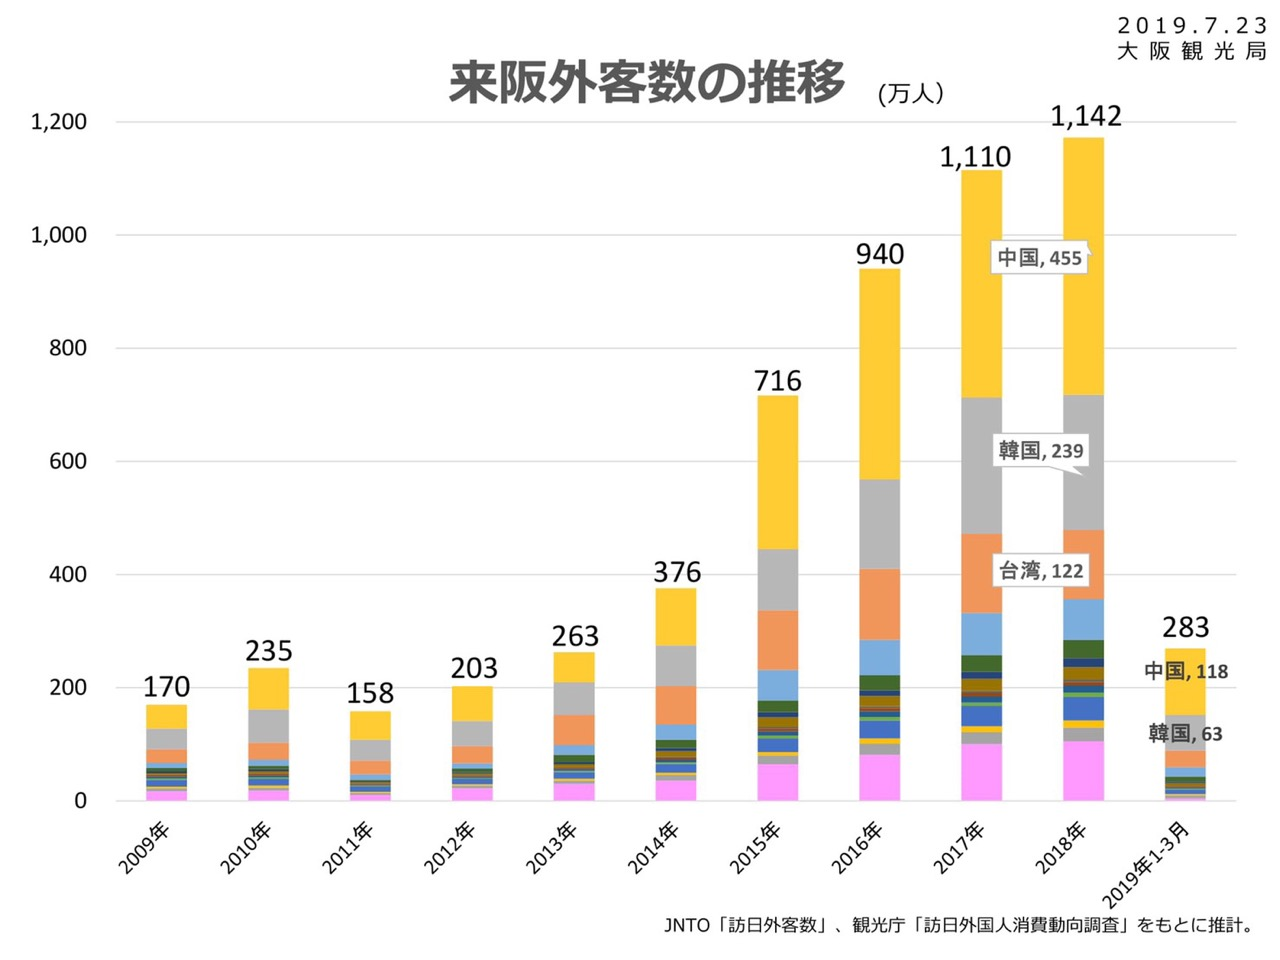 2019.7.23
大阪観光局
来阪外客数の推移 (万人)
1,200
1,000
800
600
400
200
0
170
235
158
203
263
376
716
940
1,110
1,142
283
中国, 455
韓国, 239
台湾, 122
中国, 118
韓国, 63
2009年
2010年
2011年
2012年
2013年
2014年
2015年
2016年
2017年
2018年
2019年1-3月
JNTO「訪日外客数」、観光庁「訪日外国人消費動向調査」をもとに推計。